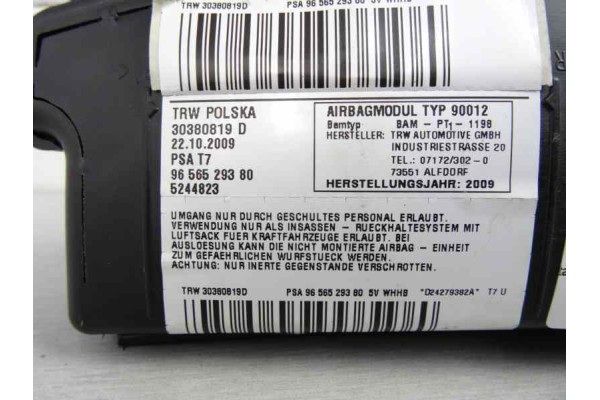 TRW 30380819D PSA 96 565 293 80 5V WHHB
TRW POLSKA
30380819 D
22.10.2009
PSA T7
96 565 293 80
5244823
AIRBAGMODUL TYP 90012
Bamtyp BAM - PT1 - 1198
HERSTELLER: TRW AUTOMOTIVE GMBH
INDUSTRIESTRASSE 20
TEL.: 07172/302-0
73551 ALFDORF
HERSTELLUNGSJAHR: 2009
UMGANG NUR DURCH GESCHULTES PERSONAL ERLAUBT.
VERWENDUNG NUR ALS INSASSEN - RUECKHALTESYSTEM MIT
LUFTSACK FUER KRAFTFAHRZEUGE ERLAUBT. BEI
AUSLOESUNG KANN DIE NICHT MONTIERTE AIRBAG - EINHEIT
ZUM GEFAEHRLICHEN WURFSTUECK WERDEN.
ACHTUNG: NUR INERTE GEGENSTANDE VERSCHROTTEN.
TRW 30380819D PSA 96 565 293 80 5V WHHB *D24279382A* T7 U